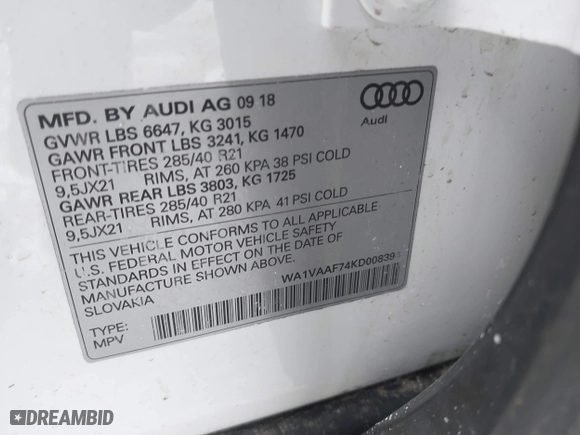 MFD. BY AUDI AG 09 18
GVWR LBS 6647, KG 3015
GAWR FRONT LBS 3241, KG 1470
FRONT-TIRES 285/40 R21
9,5JX21 RIMS, AT 260 KPA 38 PSI COLD
GAWR REAR LBS 3803, KG 1725
REAR-TIRES 285/40 R21
9,5JX21 RIMS, AT 280 KPA 41 PSI COLD
THIS VEHICLE CONFORMS TO ALL APPLICABLE
U.S. FEDERAL MOTOR VEHICLE SAFETY
STANDARDS IN EFFECT ON THE DATE OF
MANUFACTURE SHOWN ABOVE.
SLOVAKIA
TYPE:
MPV
Audi
DREAMBID